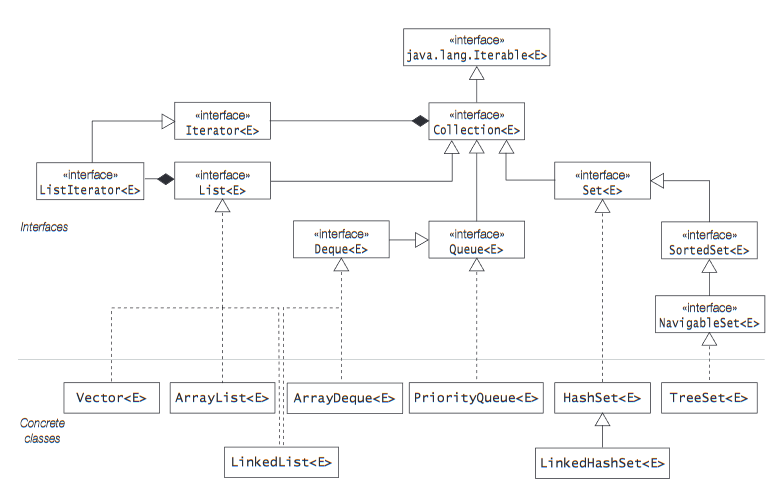 «interface»
java.lang.Iterable<E>
«interface»
Iterator<E>
«interface»
Collection<E>
«interface»
ListIterator<E>
«interface»
List<E>
«interface»
Set<E>
Interfaces
«interface»
Deque<E>
«interface»
Queue<E>
«interface»
SortedSet<E>
«interface»
NavigableSet<E>
Vector<E>
ArrayList<E>
ArrayDeque<E>
PriorityQueue<E>
HashSet<E>
TreeSet<E>
Concrete
classes
LinkedList<E>
LinkedHashSet<E>